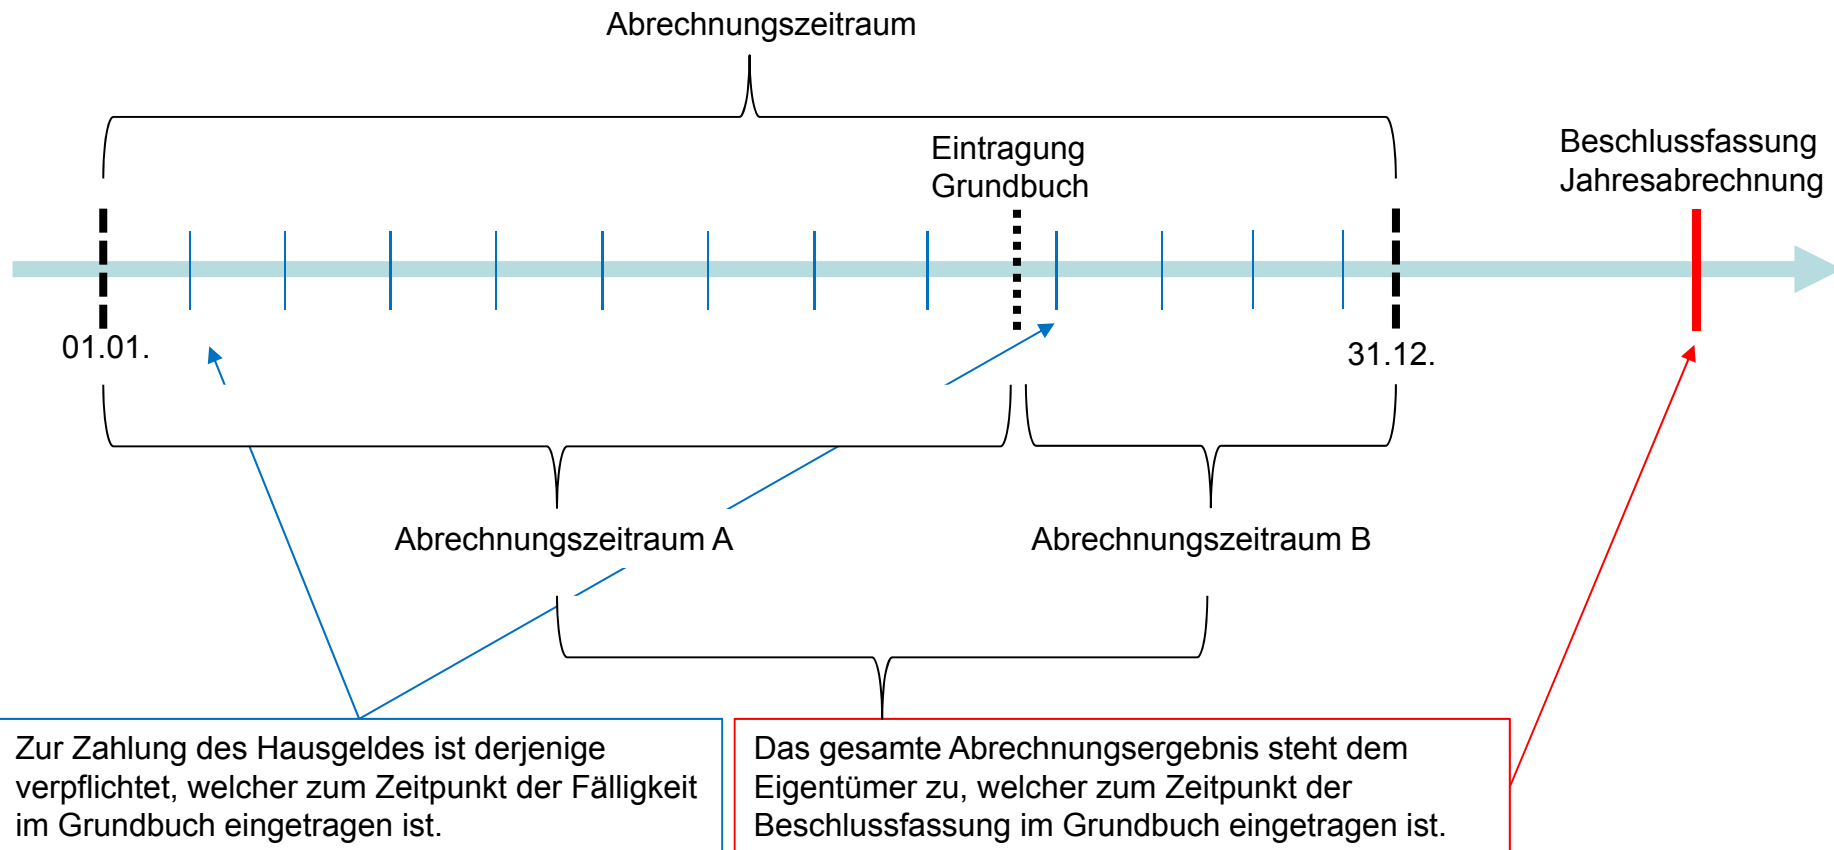 Abrechnungszeitraum
Eintragung
Grundbuch
Beschlussfassung
Jahresabrechnung
01.01.
31.12.
Abrechnungszeitraum A
Abrechnungszeitraum B
Zur Zahlung des Hausgeldes ist derjenige
verpflichtet, welcher zum Zeitpunkt der Fälligkeit
im Grundbuch eingetragen ist.
Das gesamte Abrechnungsergebnis steht dem
Eigentümer zu, welcher zum Zeitpunkt der
Beschlussfassung im Grundbuch eingetragen ist.